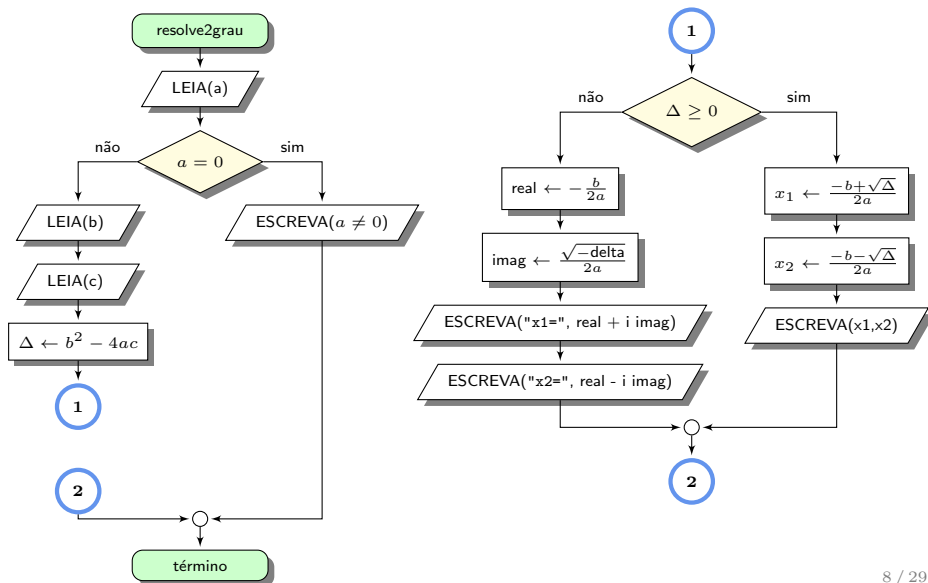 resolve2grau
LEIA(a)
a = 0
não
sim
LEIA(b)
ESCREVA(a ≠ 0)
LEIA(c)
Δ ← b² − 4ac
1
2
término
1
Δ ≥ 0
não
sim
real ← − b/2a
imag ← √−delta/2a
ESCREVA("x1=", real + i imag)
ESCREVA("x2=", real - i imag)
x₁ ← −b+√Δ/2a
x₂ ← −b−√Δ/2a
ESCREVA(x1,x2)
2
8 / 29